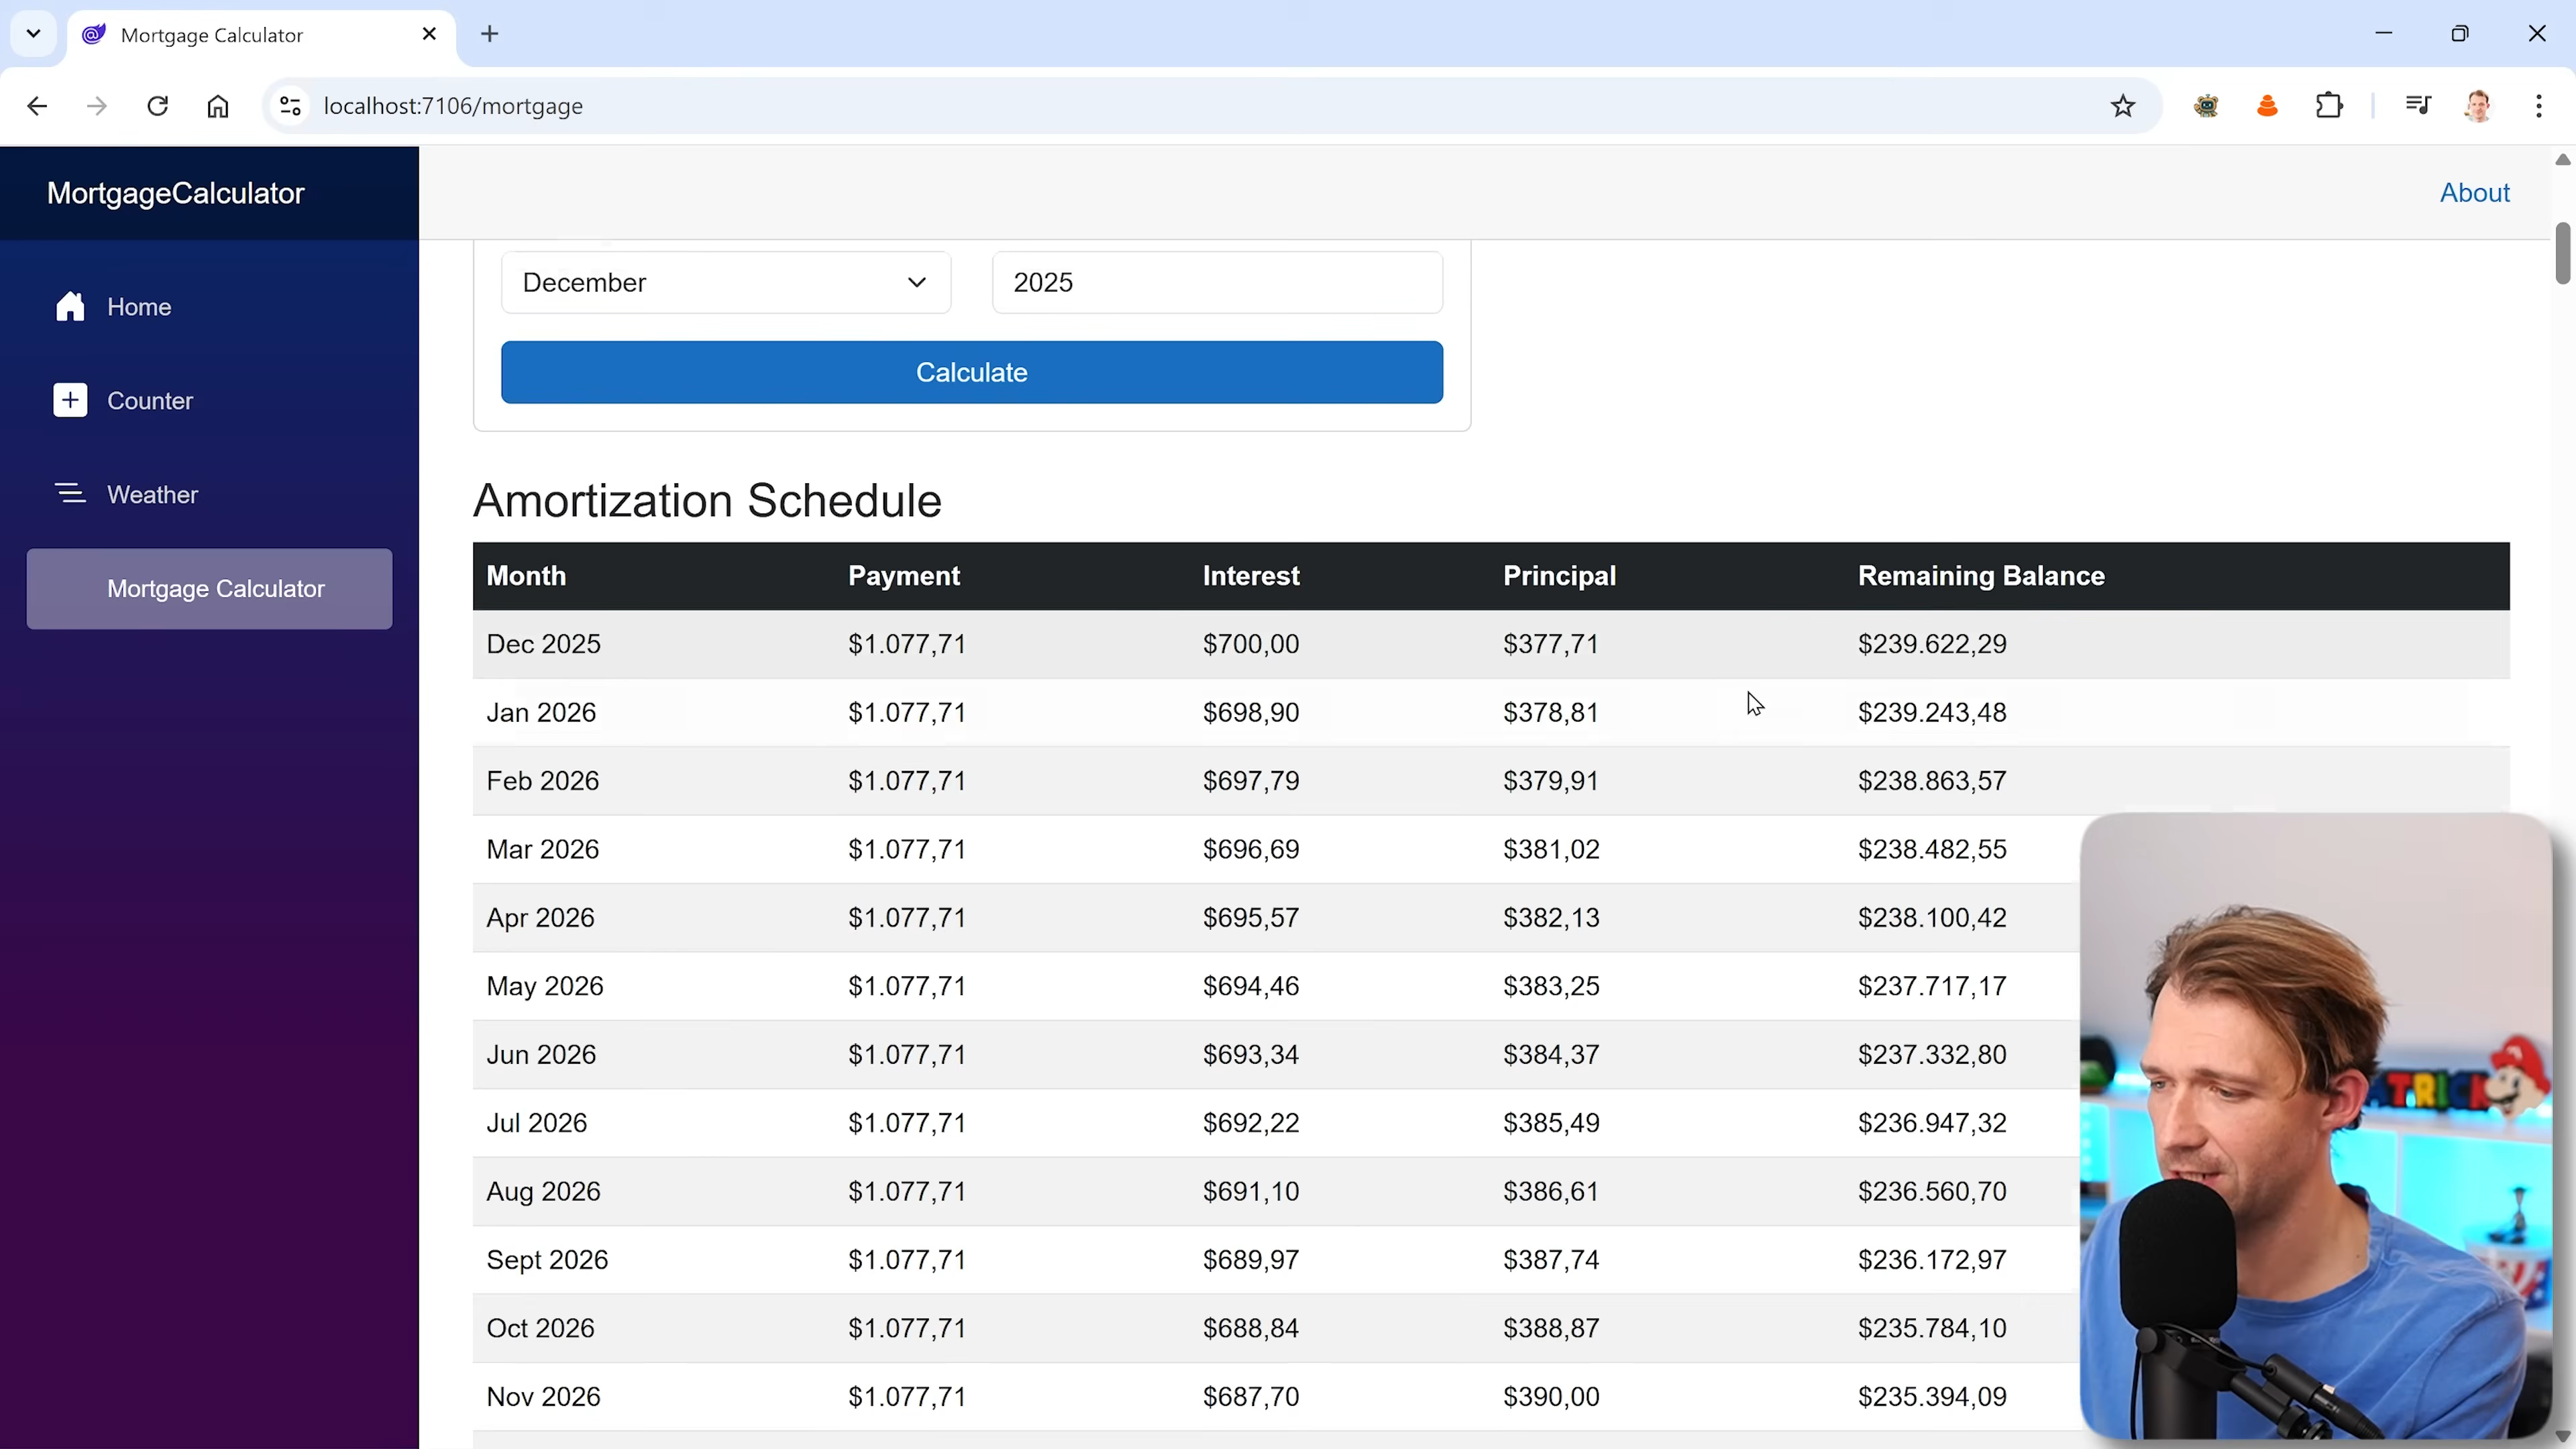 Mortgage Calculator
localhost:7106/mortgage
MortgageCalculator
About
Home
Counter
Weather
Mortgage Calculator
December 2025
Calculate
Amortization Schedule
Month Payment Interest Principal Remaining Balance
Dec 2025 $1.077,71 $700,00 $377,71 $239.622,29
Jan 2026 $1.077,71 $698,90 $378,81 $239.243,48
Feb 2026 $1.077,71 $697,79 $379,91 $238.863,57
Mar 2026 $1.077,71 $696,69 $381,02 $238.482,55
Apr 2026 $1.077,71 $695,57 $382,13 $238.100,42
May 2026 $1.077,71 $694,46 $383,25 $237.717,17
Jun 2026 $1.077,71 $693,34 $384,37 $237.332,80
Jul 2026 $1.077,71 $692,22 $385,49 $236.947,32
Aug 2026 $1.077,71 $691,10 $386,61 $236.560,70
Sept 2026 $1.077,71 $689,97 $387,74 $236.172,97
Oct 2026 $1.077,71 $688,84 $388,87 $235.784,10
Nov 2026 $1.077,71 $687,70 $390,00 $235.394,09